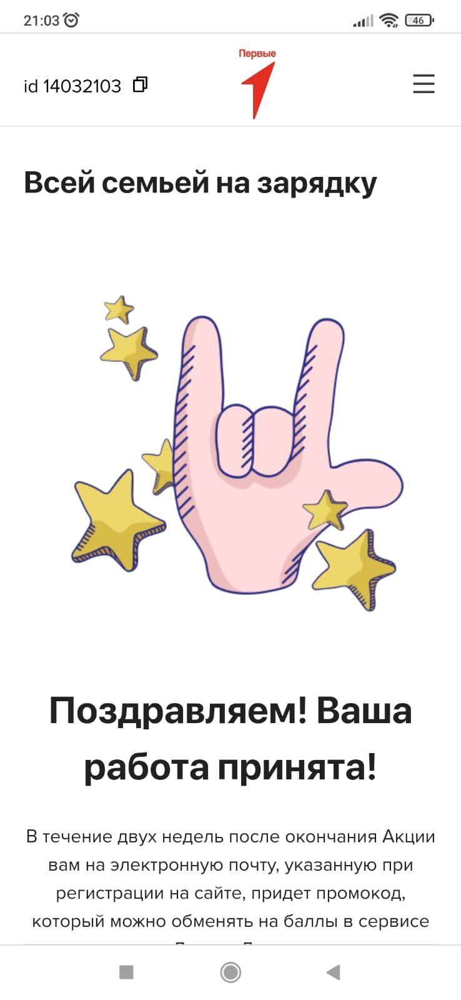 21:03
46
Первые
id 14032103
Всей семьей на зарядку
Поздравляем! Ваша
работа принята!
В течение двух недель после окончания Акции
вам на электронную почту, указанную при
регистрации на сайте, придет промокод,
который можно обменять на баллы в сервисе